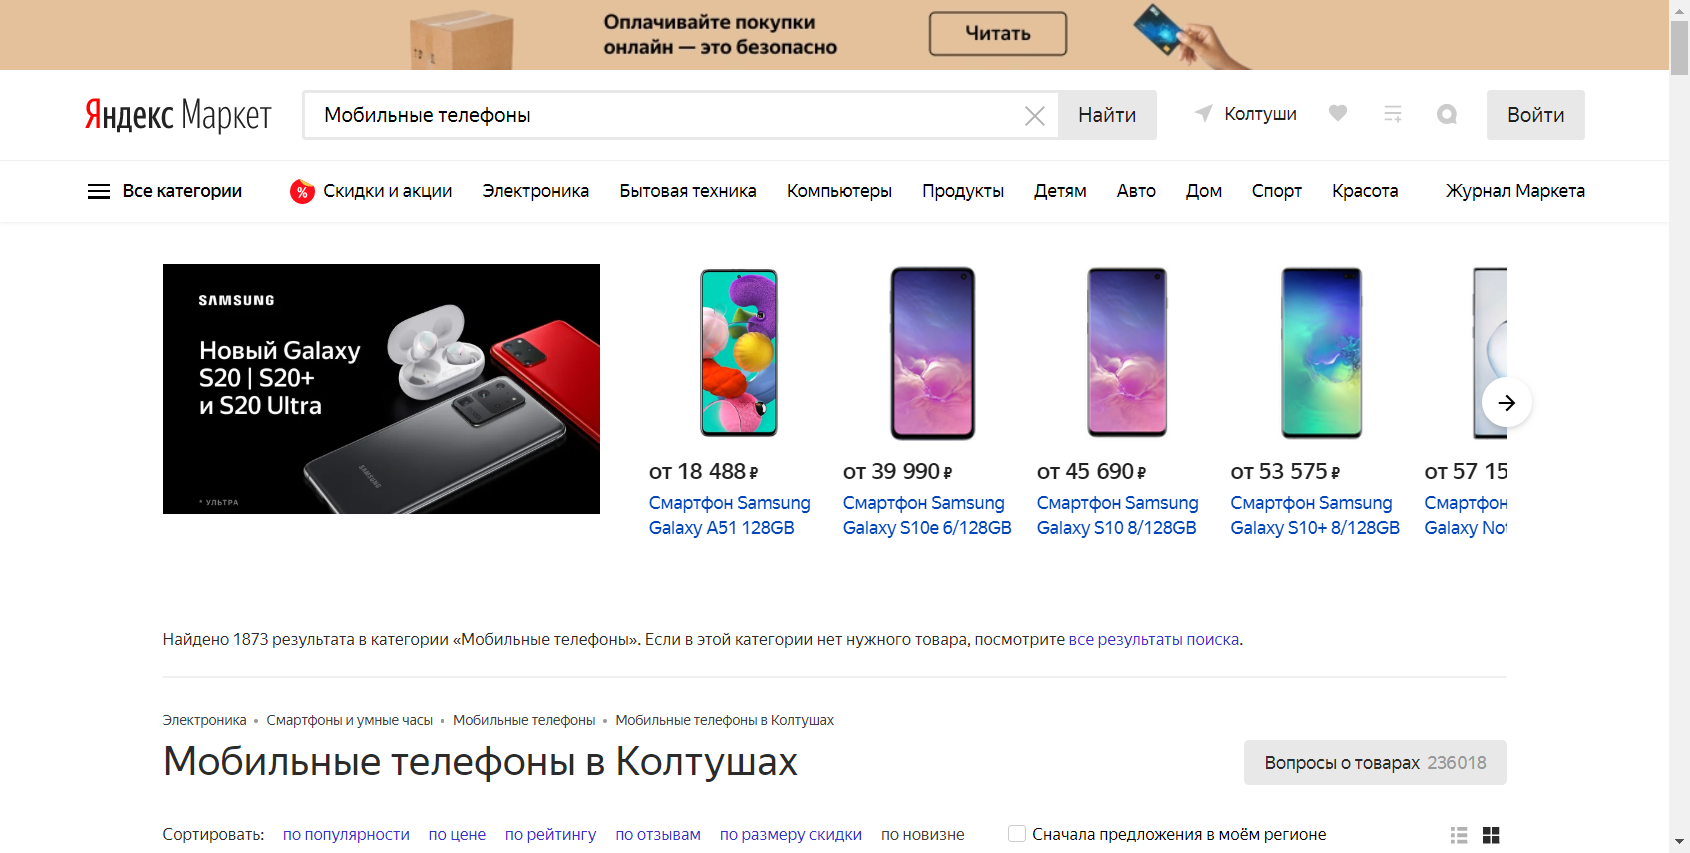 Оплачивайте покупки
онлайн — это безопасно
Читать
Яндекс Маркет
Мобильные телефоны
Найти
Колтуши
Войти
Все категории
% Скидки и акции
Электроника
Бытовая техника
Компьютеры
Продукты
Детям
Авто
Дом
Спорт
Красота
Журнал Маркета
SAMSUNG
Новый Galaxy
S20 | S20+
и S20 Ultra
SAMSUNG
* УЛЬТРА
от 18 488 ₽
Смартфон Samsung
Galaxy A51 128GB
от 39 990 ₽
Смартфон Samsung
Galaxy S10e 6/128GB
от 45 690 ₽
Смартфон Samsung
Galaxy S10 8/128GB
от 53 575 ₽
Смартфон Samsung
Galaxy S10+ 8/128GB
от 57 15
Смартфон
Galaxy Not
Найдено 1873 результата в категории «Мобильные телефоны». Если в этой категории нет нужного товара, посмотрите все результаты поиска.
Электроника • Смартфоны и умные часы • Мобильные телефоны • Мобильные телефоны в Колтушах
Мобильные телефоны в Колтушах
Вопросы о товарах 236018
Сортировать: по популярности по цене по рейтингу по отзывам по размеру скидки по новизне
Сначала предложения в моём регионе